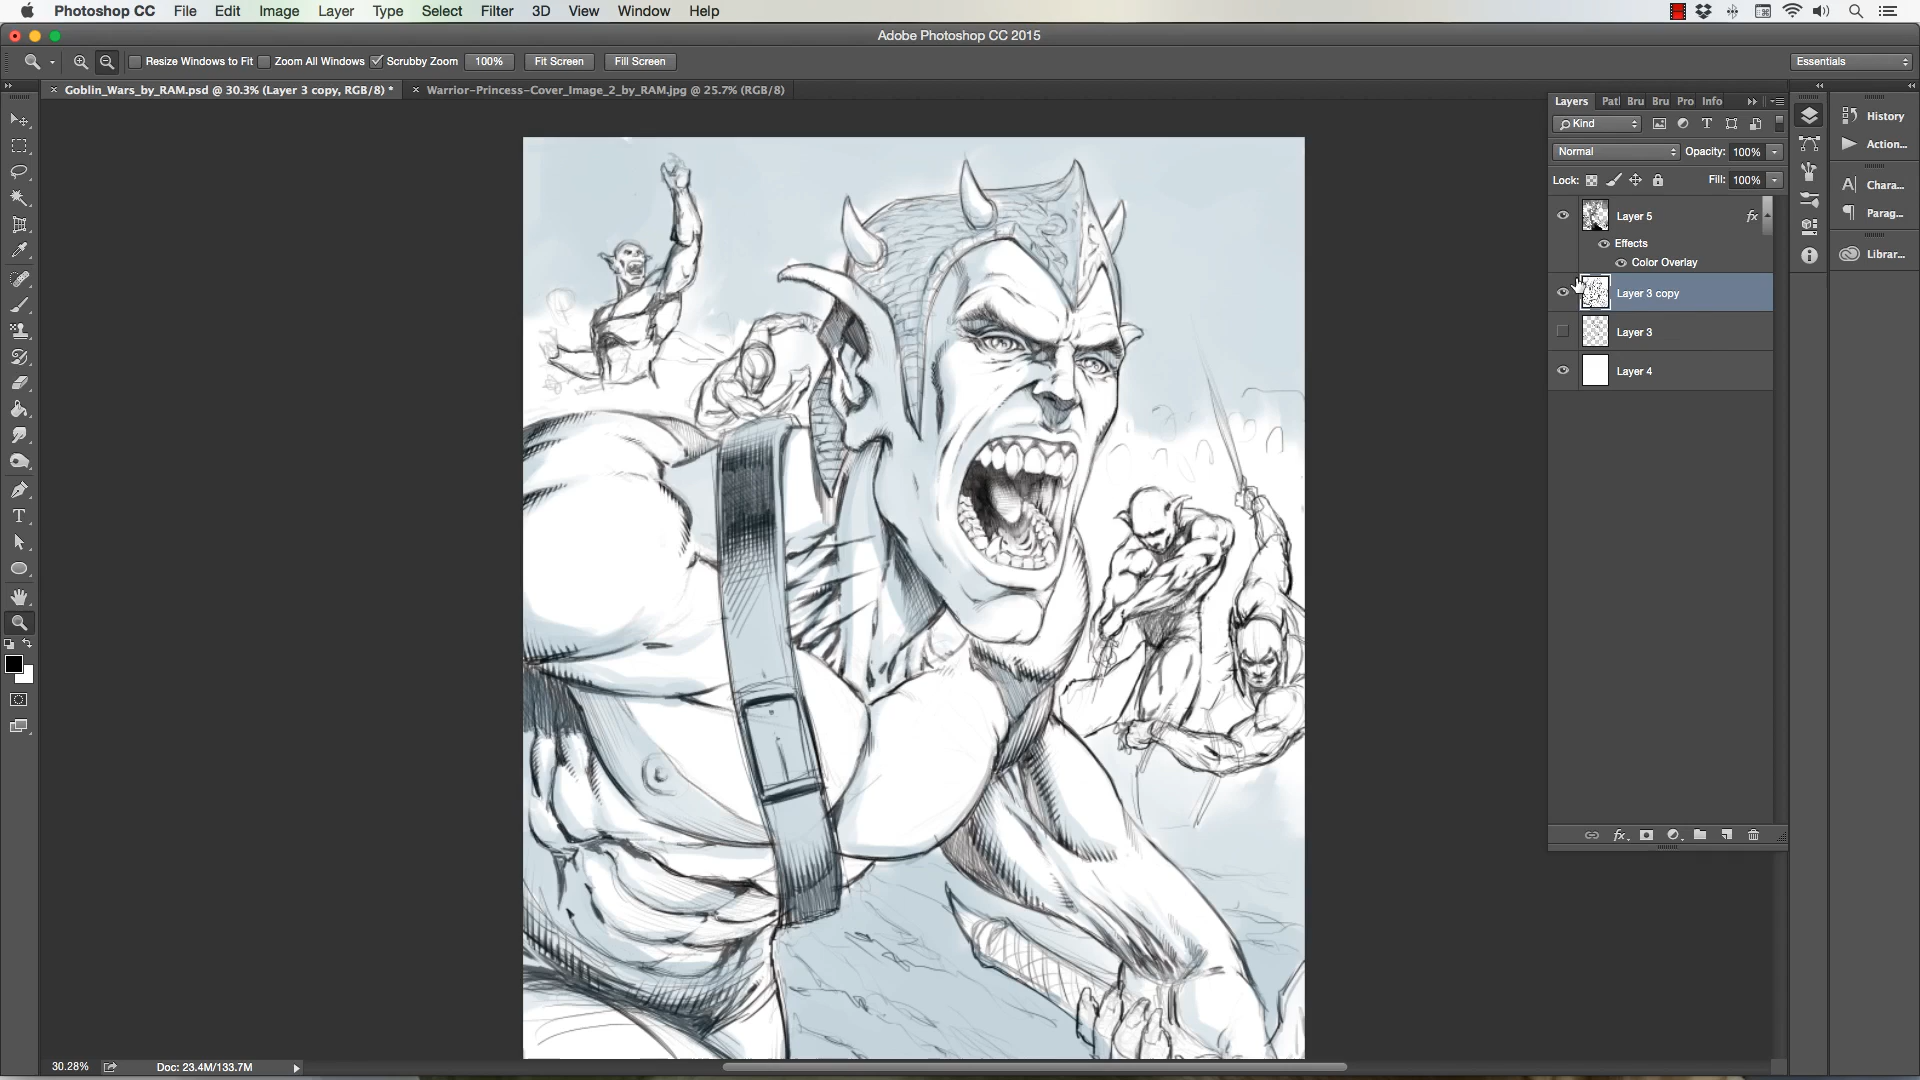 Photoshop CC File Edit Image Layer Type Select Filter 3D View Window Help
Adobe Photoshop CC 2015
Resize Windows to Fit Zoom All Windows Scrubby Zoom 100% Fit Screen Fill Screen Essentials
Goblin_Wars_by_RAM.psd @ 30.3% (Layer 3 copy, RGB/8) * Warrior-Princess-Cover_Image_2_by_RAM.jpg @ 25.7% (RGB/8)
Layers Patl Bru Bru Pro Info
Kind
Normal Opacity: 100%
Lock: Fill: 100%
Layer 5 fx
Effects
Color Overlay
Layer 3 copy
Layer 3
Layer 4
fx
History
Action...
Chara...
Parag...
Librar...
30.28% Doc: 23.4M/133.7M